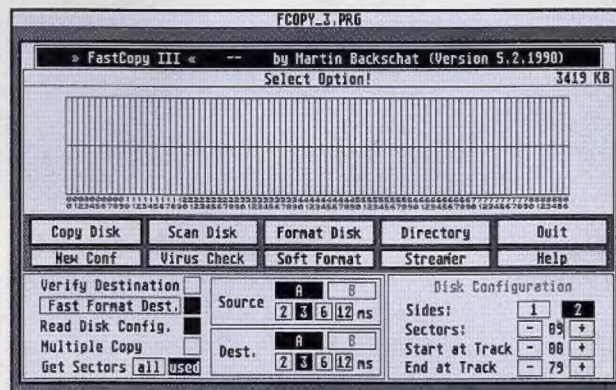 FCOPY_3.PRG
» FastCopy III « -- by Martin Backschat (Version 5.2.1990)
Select Option! 3419 KB
000000000011111111112222222222333333333344444444445555555555666666666677777777778888888
012345678901234567890123456789012345678901234567890123456789012345678901234567890123456
Copy Disk Scan Disk Format Disk Directory Quit
New Conf Virus Check Soft Format Streamer Help
Verify Destination
Fast Format Dest.
Read Disk Config.
Multiple Copy
Get Sectors all used
Source A B
2 3 6 12 ms
Dest. A B
2 3 6 12 ms
Disk Configuration
Sides: 1 2
Sectors: - 09 +
Start at Track - 00 +
End at Track - 79 +